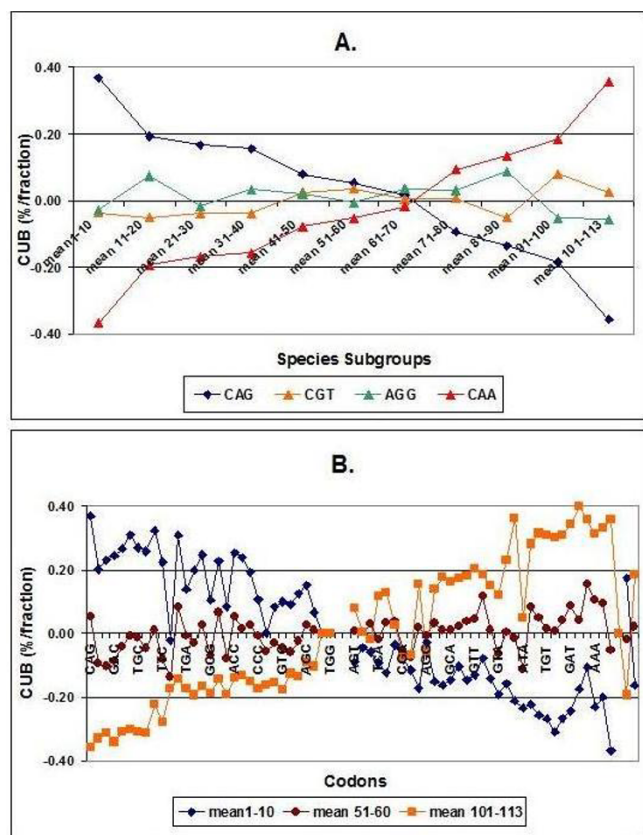 A.
CUB (%/fraction)
0.40
0.20
0.00
-0.20
-0.40
mean1-10
mean 11-20
mean 21-30
mean 31-40
mean 41-50
mean 51-60
mean 61-70
mean 71-80
mean 81-90
mean 91-100
mean 101-113
Species Subgroups
CAG CGT AGG CAA
B.
CUB (%/fraction)
0.40
0.20
0.00
-0.20
-0.40
CAG
TGC
TGA
ACC
CCC
AGC
TGG
AGT
AGG
GCA
GTT
ATA
TGT
GAT
AAA
Codons
mean1-10 mean 51-60 mean 101-113